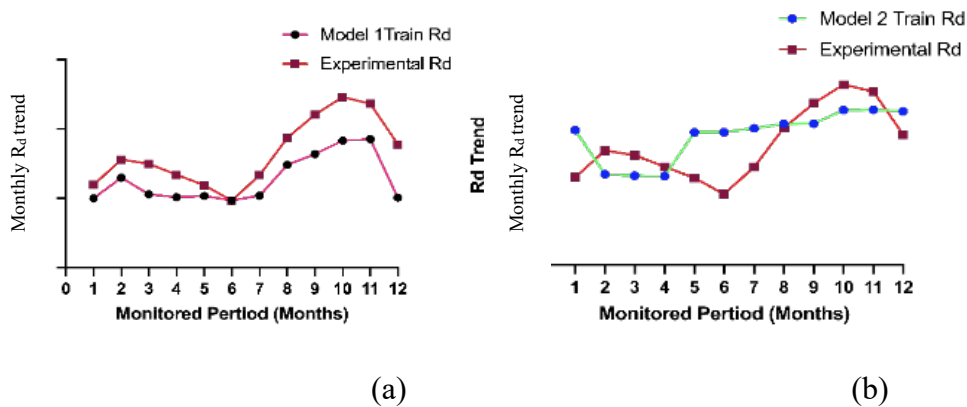 Model 1Train Rd
Experimental Rd
Monthly Rd trend
0 1 2 3 4 5 6 7 8 9 10 11 12
Monitored Pertiod (Months)
(a)
Model 2 Train Rd
Experimental Rd
Monthly Rd trend
Rd Trend
1 2 3 4 5 6 7 8 9 10 11 12
Monitored Pertiod (Months)
(b)